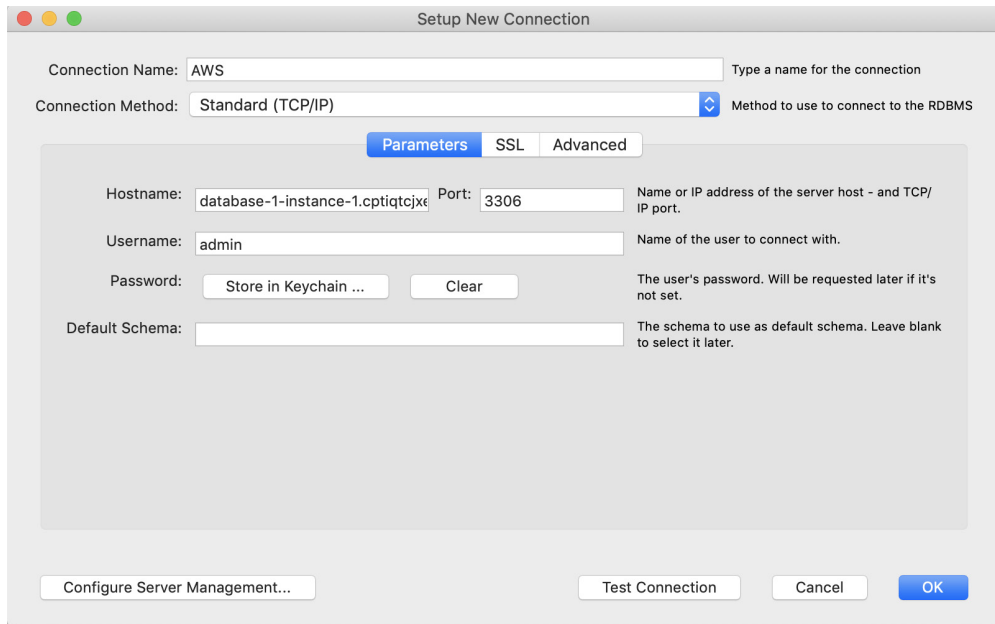 Setup New Connection
Connection Name: AWS Type a name for the connection
Connection Method: Standard (TCP/IP) Method to use to connect to the RDBMS
Parameters SSL Advanced
Hostname: database-1-instance-1.cptiqtcjxe Port: 3306 Name or IP address of the server host - and TCP/
IP port.
Username: admin Name of the user to connect with.
Password: Store in Keychain ... Clear The user's password. Will be requested later if it's
not set.
Default Schema: The schema to use as default schema. Leave blank
to select it later.
Configure Server Management... Test Connection Cancel OK